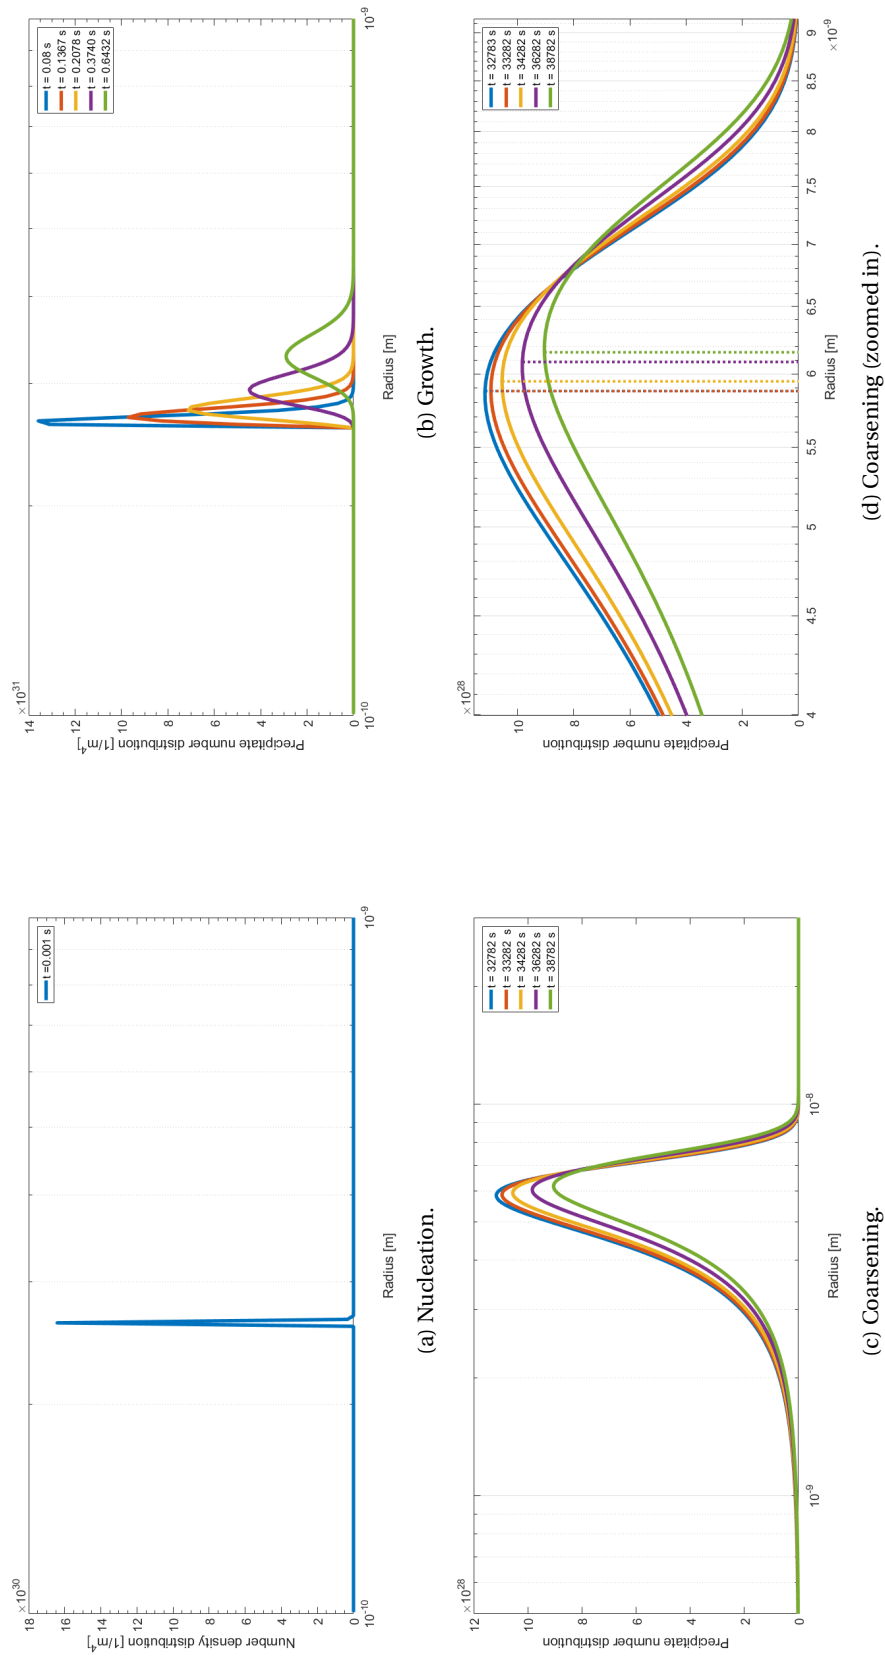 ×10^30
18
16
14
12
10
8
6
4
2
0
Number density distribution [1/m^4]
t =0.001 s
10^-10
10^-9
Radius [m]
(a) Nucleation.
×10^31
14
12
10
8
6
4
2
0
Precipitate number distribution [1/m^4]
t = 0.08 s
t = 0.1367 s
t = 0.2078 s
t = 0.3740 s
t = 0.6432 s
10^-10
10^-9
Radius [m]
(b) Growth.
×10^28
12
10
8
6
4
2
0
Precipitate number distribution
t = 32782 s
t = 33282 s
t = 34282 s
t = 36282 s
t = 38782 s
10^-9
10^-8
Radius [m]
(c) Coarsening.
×10^28
10
8
6
4
2
0
Precipitate number distribution
t = 32783 s
t = 33282 s
t = 34282 s
t = 36282 s
t = 38782 s
4
4.5
5
5.5
6
6.5
7
7.5
8
8.5
9
×10^-9
Radius [m]
(d) Coarsening (zoomed in).